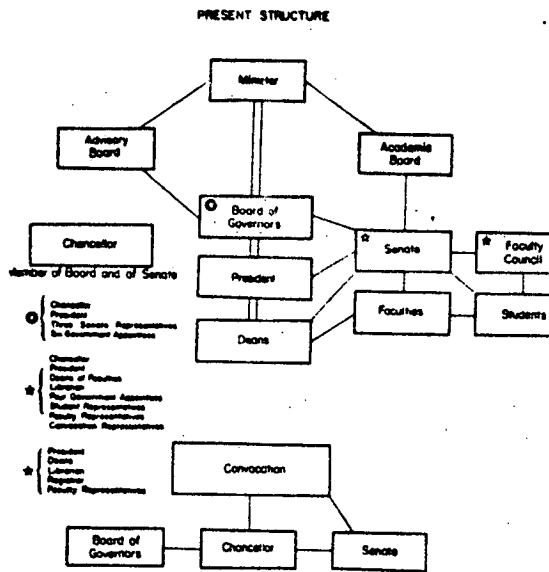 PRESENT STRUCTURE
Minister
Advisory
Board
Academic
Board
Board of
Governors
Chancellor
Member of Board and of Senate
Senate
Faculty
Council
President
Faculties
Students
Deans
Chancellor
President
Three Senate Representatives
Six Government Appointees
Chancellor
President
Deans of Faculties
Librarian
Four Government Appointees
Student Representatives
Faculty Representatives
Convocation Representatives
President
Deans
Librarian
Registrar
Faculty Representatives
Convocation
Board of
Governors
Chancellor
Senate